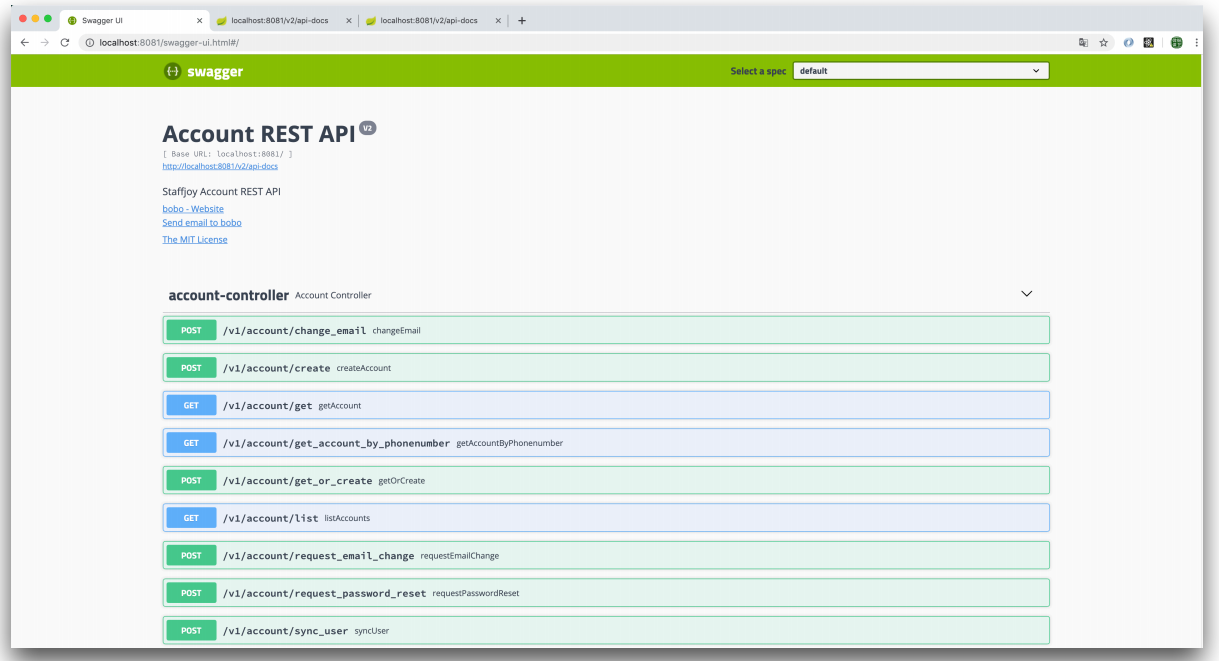 Swagger UI
localhost:8081/v2/api-docs
localhost:8081/v2/api-docs
localhost:8081/swagger-ui.html#/
swagger
Select a spec default
Account REST API V2
[ Base URL: localhost:8081/ ]
http://localhost:8081/v2/api-docs
Staffjoy Account REST API
bobo - Website
Send email to bobo
The MIT License
account-controller Account Controller
POST /v1/account/change_email changeEmail
POST /v1/account/create createAccount
GET /v1/account/get getAccount
GET /v1/account/get_account_by_phonenumber getAccountByPhonenumber
POST /v1/account/get_or_create getOrCreate
GET /v1/account/list listAccounts
POST /v1/account/request_email_change requestEmailChange
POST /v1/account/request_password_reset requestPasswordReset
POST /v1/account/sync_user syncUser